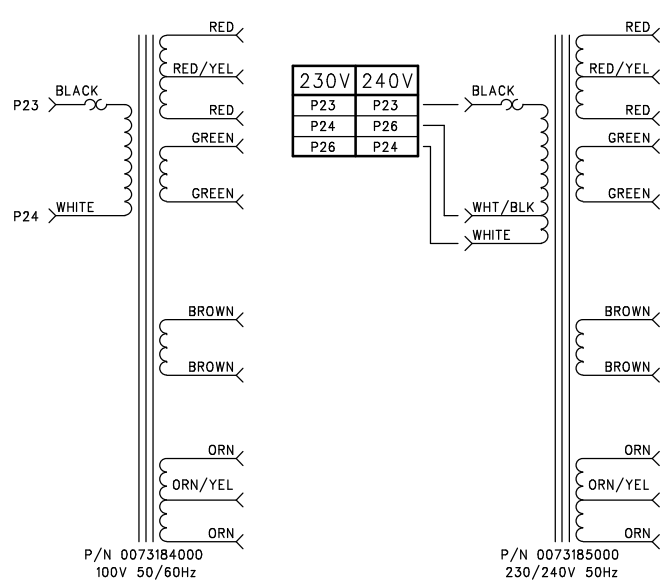 RED
RED/YEL
BLACK
P23
RED
GREEN
GREEN
WHITE
P24
BROWN
BROWN
ORN
ORN/YEL
ORN
P/N 0073184000
100V 50/60Hz
230V 240V
P23 P23
P24 P26
P26 P24
RED
RED/YEL
BLACK
RED
GREEN
GREEN
WHT/BLK
WHITE
BROWN
BROWN
ORN
ORN/YEL
ORN
P/N 0073185000
230/240V 50Hz